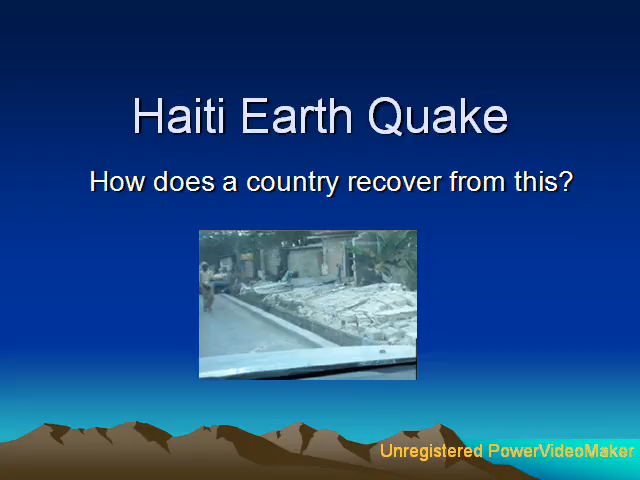 Haiti Earth Quake
How does a country recover from this?
Unregistered PowerVideoMaker